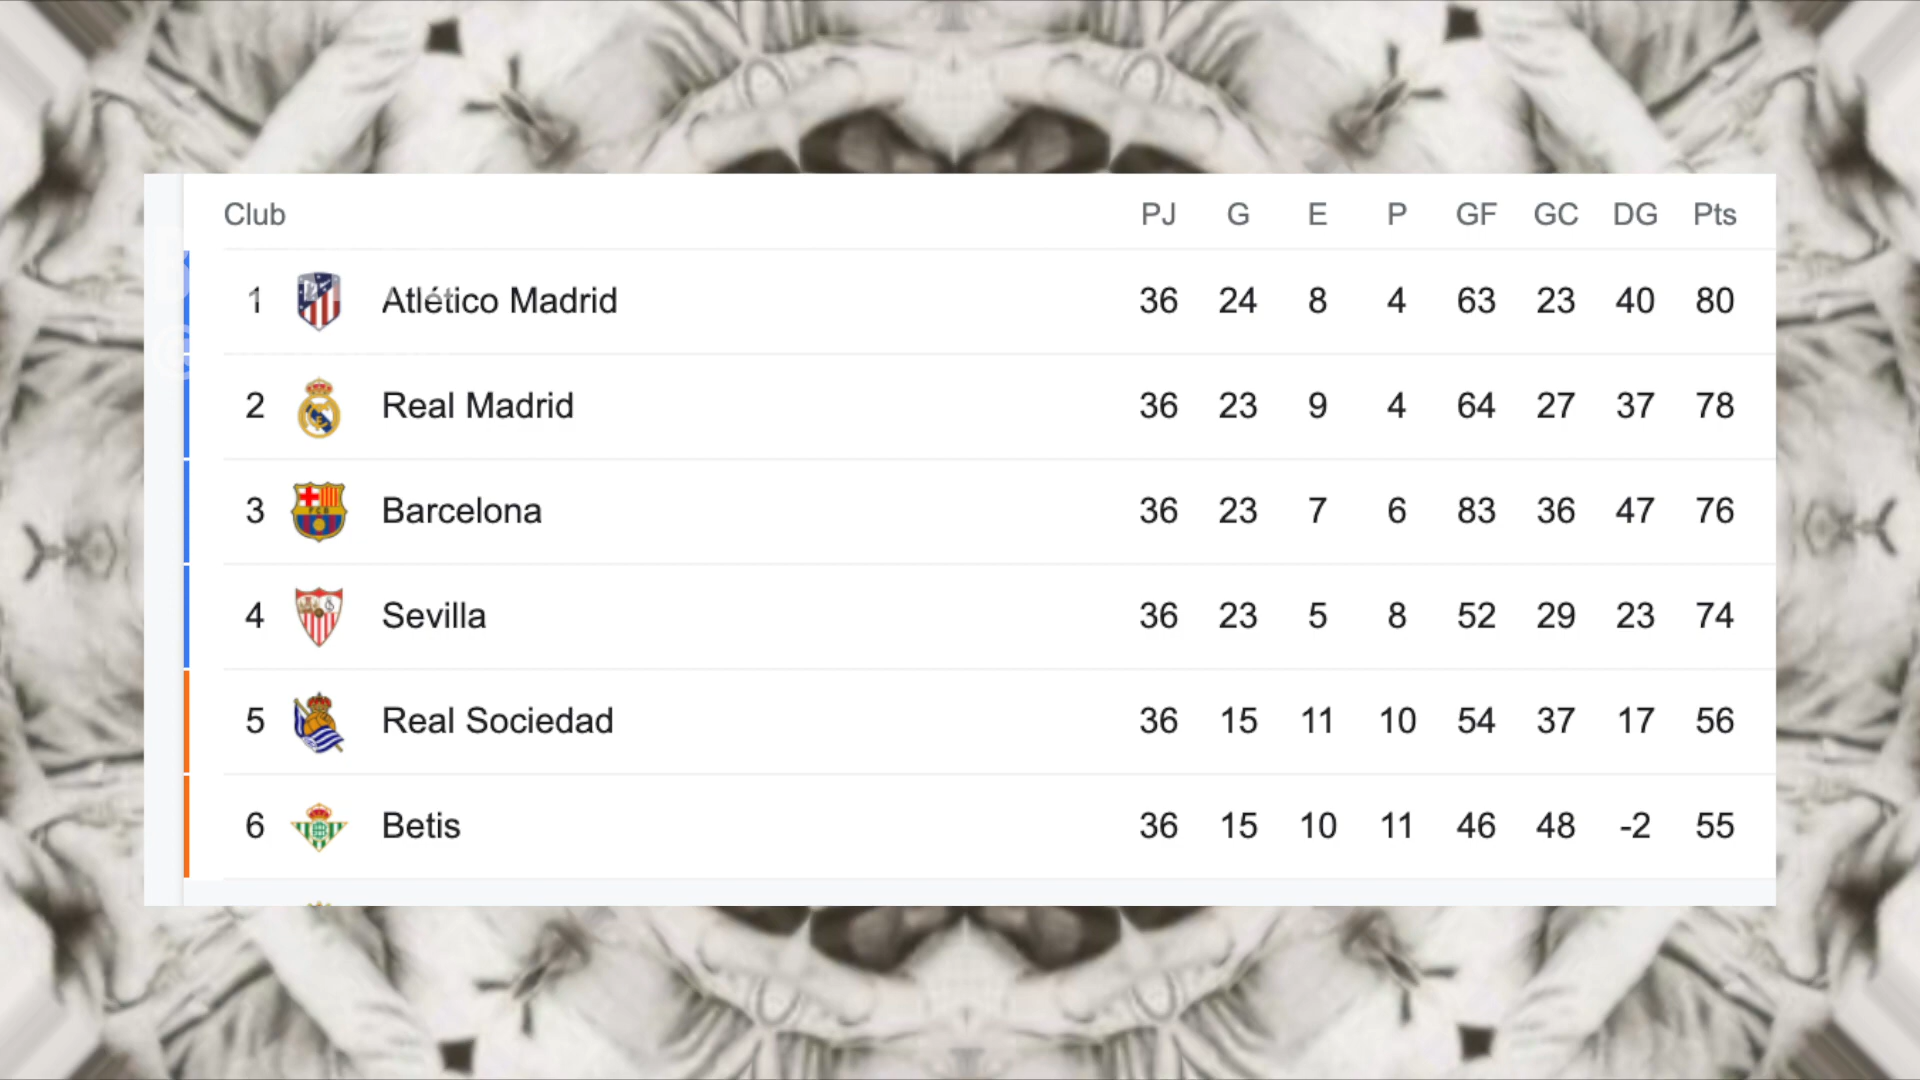 Club PJ G E P GF GC DG Pts
1 Atlético Madrid 36 24 8 4 63 23 40 80
2 Real Madrid 36 23 9 4 64 27 37 78
3 Barcelona 36 23 7 6 83 36 47 76
4 Sevilla 36 23 5 8 52 29 23 74
5 Real Sociedad 36 15 11 10 54 37 17 56
6 Betis 36 15 10 11 46 48 -2 55